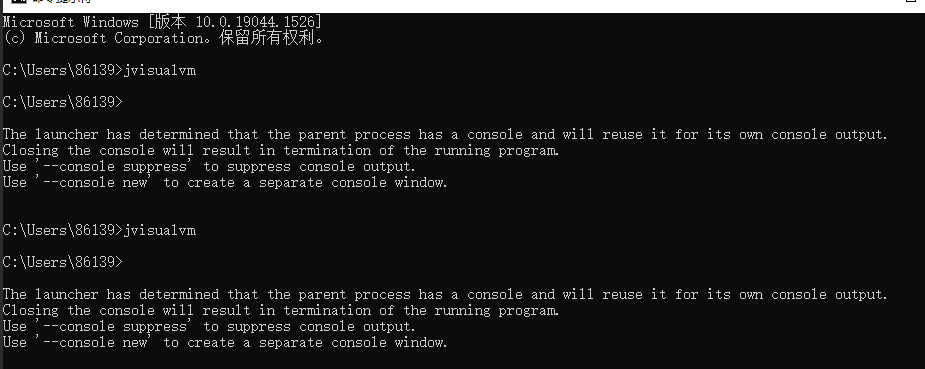 Microsoft Windows [版本 10.0.19044.1526]
(c) Microsoft Corporation。保留所有权利。
C:\Users\86139>jvisualvm
C:\Users\86139>
The launcher has determined that the parent process has a console and will reuse it for its own console output.
Closing the console will result in termination of the running program.
Use '--console suppress' to suppress console output.
Use '--console new' to create a separate console window.
C:\Users\86139>jvisualvm
C:\Users\86139>
The launcher has determined that the parent process has a console and will reuse it for its own console output.
Closing the console will result in termination of the running program.
Use '--console suppress' to suppress console output.
Use '--console new' to create a separate console window.